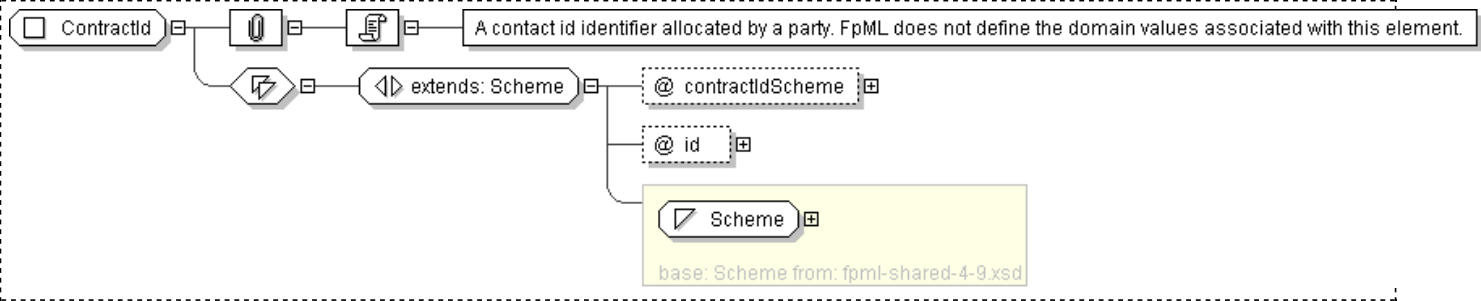 ContractId
A contact id identifier allocated by a party. FpML does not define the domain values associated with this element.
extends: Scheme
@ contractIdScheme
@ id
Scheme
base: Scheme from: fpml-shared-4-9.xsd